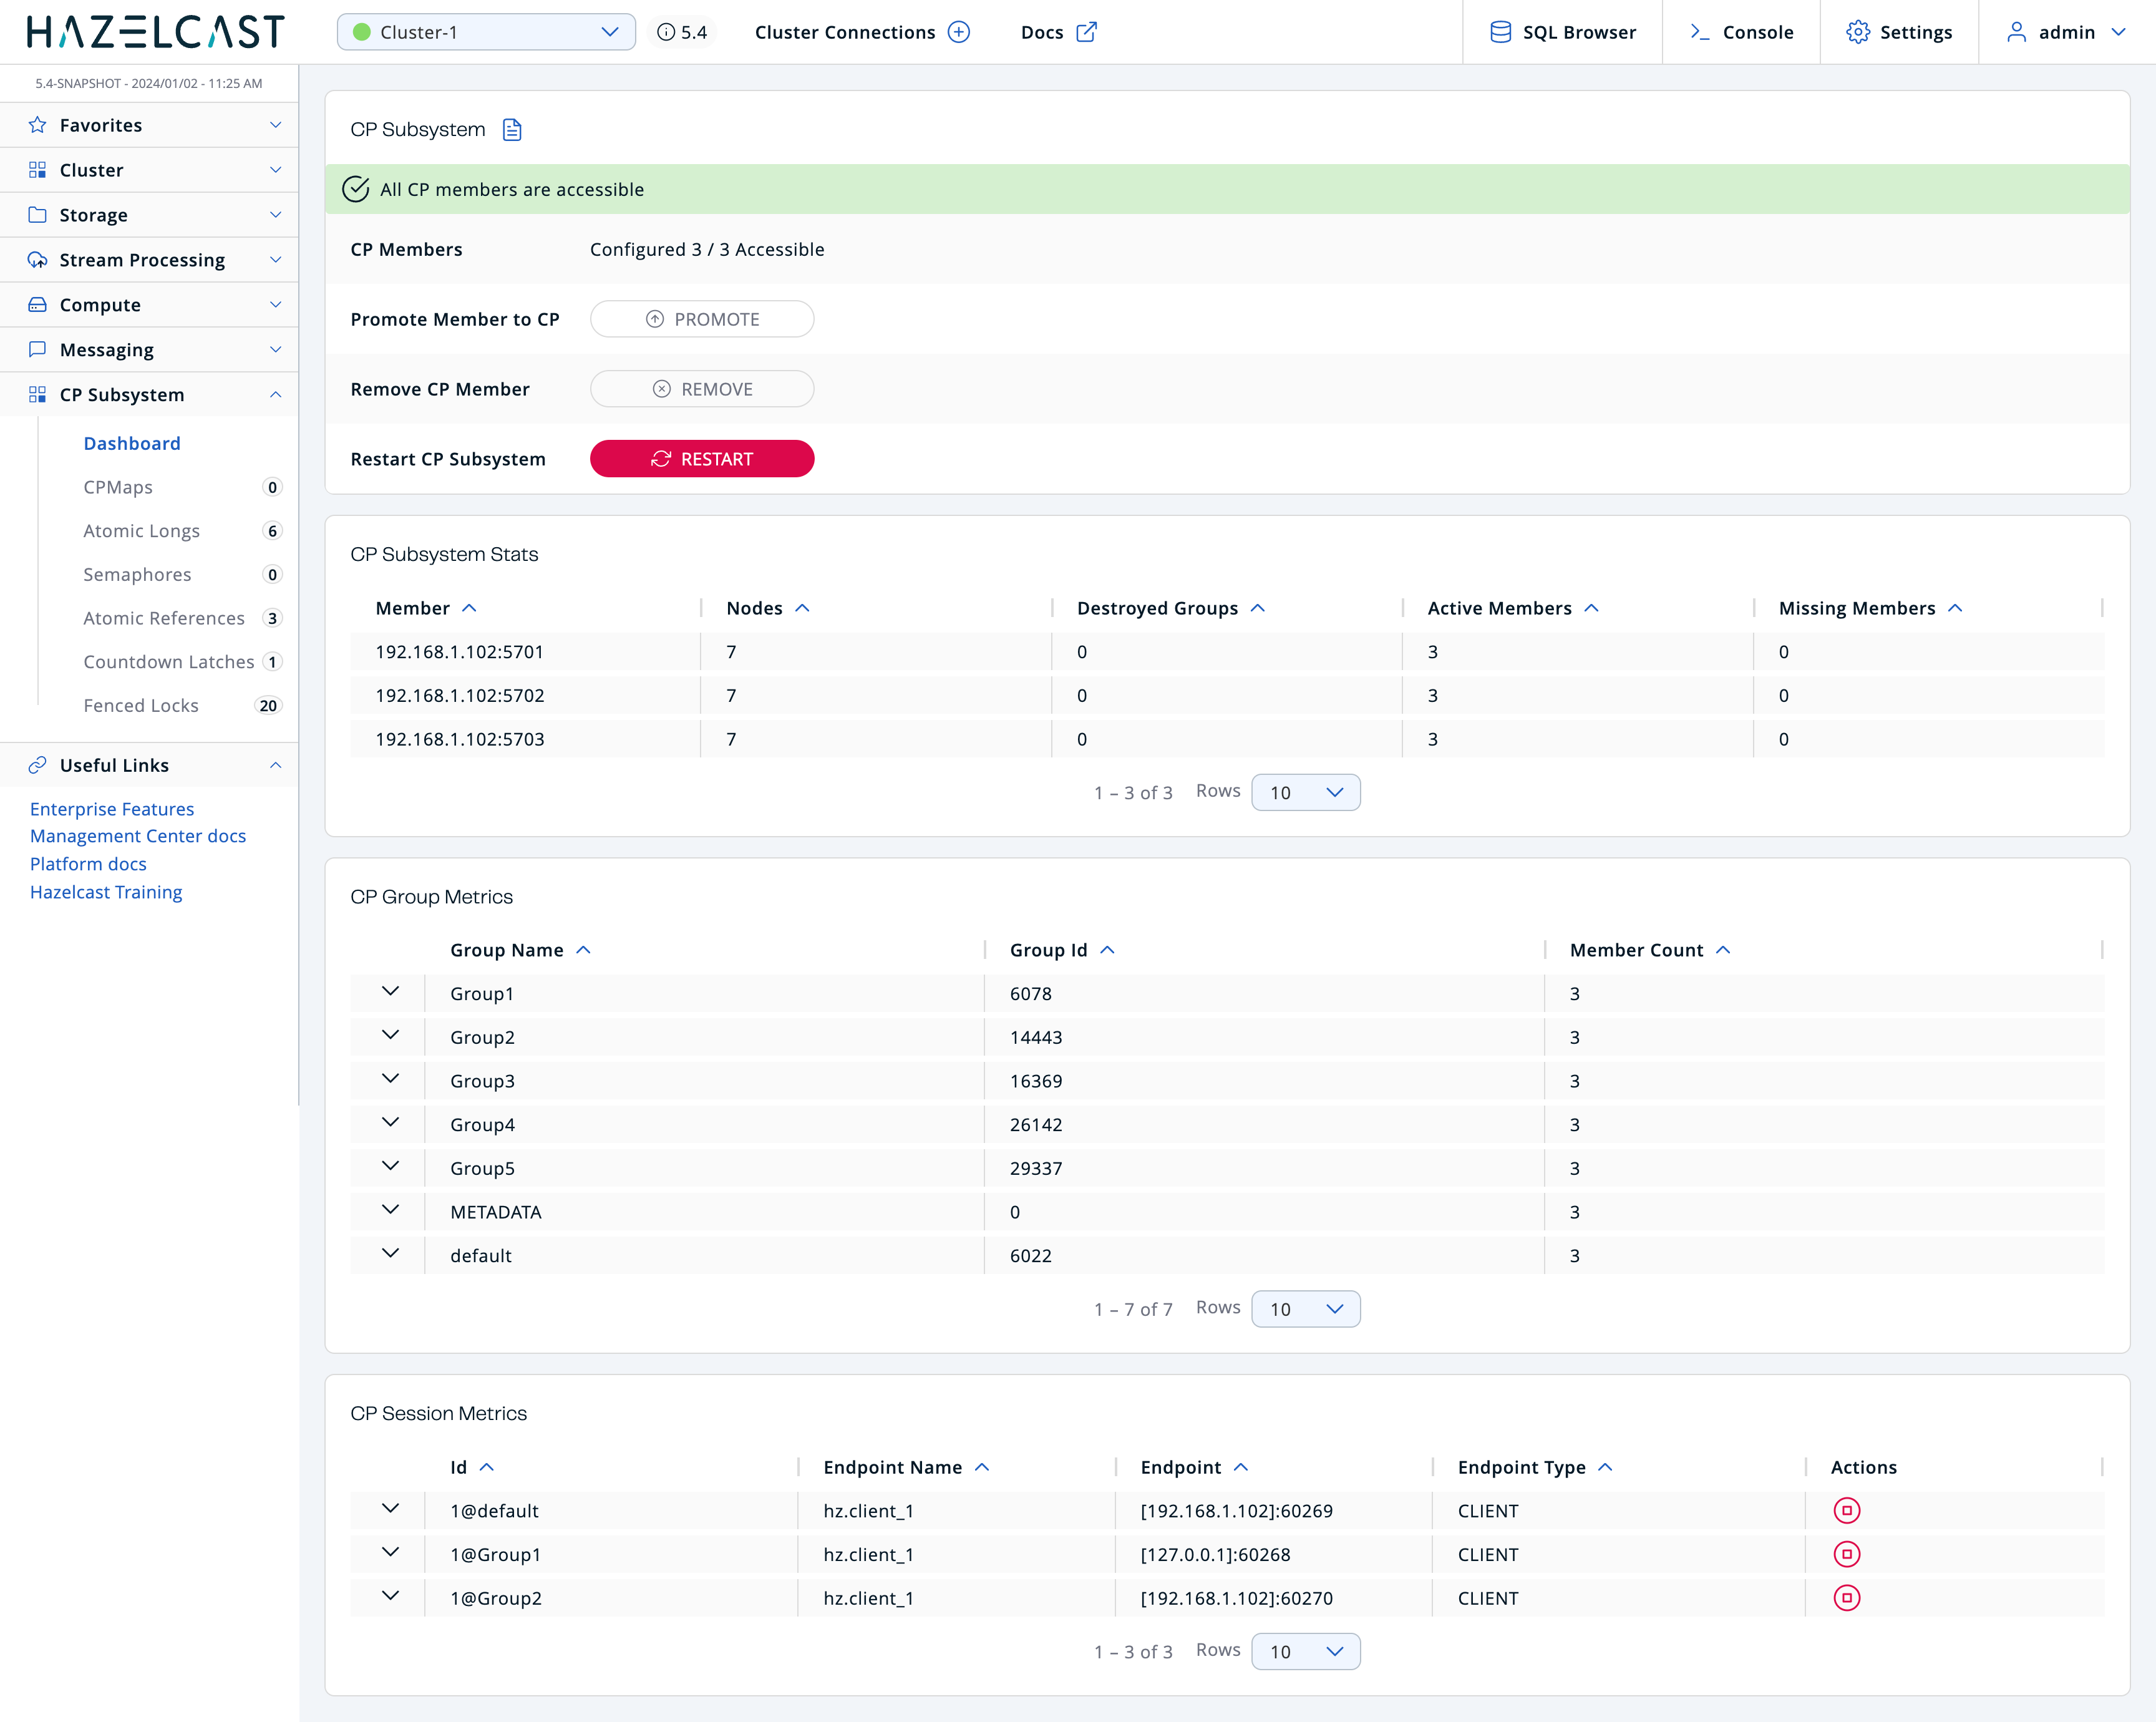 HAZELCAST
Cluster-1
5.4
Cluster Connections
Docs
SQL Browser
Console
Settings
admin
5.4-SNAPSHOT - 2024/01/02 - 11:25 AM
Favorites
Cluster
Storage
Stream Processing
Compute
Messaging
CP Subsystem
Dashboard
CPMaps 0
Atomic Longs 6
Semaphores 0
Atomic References 3
Countdown Latches 1
Fenced Locks 20
Useful Links
Enterprise Features
Management Center docs
Platform docs
Hazelcast Training
CP Subsystem
All CP members are accessible
CP Members Configured 3 / 3 Accessible
Promote Member to CP PROMOTE
Remove CP Member REMOVE
Restart CP Subsystem RESTART
CP Subsystem Stats
Member Nodes Destroyed Groups Active Members Missing Members
192.168.1.102:5701 7 0 3 0
192.168.1.102:5702 7 0 3 0
192.168.1.102:5703 7 0 3 0
1 – 3 of 3 Rows 10
CP Group Metrics
Group Name Group Id Member Count
Group1 6078 3
Group2 14443 3
Group3 16369 3
Group4 26142 3
Group5 29337 3
METADATA 0 3
default 6022 3
1 – 7 of 7 Rows 10
CP Session Metrics
Id Endpoint Name Endpoint Endpoint Type Actions
1@default hz.client_1 [192.168.1.102]:60269 CLIENT
1@Group1 hz.client_1 [127.0.0.1]:60268 CLIENT
1@Group2 hz.client_1 [192.168.1.102]:60270 CLIENT
1 – 3 of 3 Rows 10